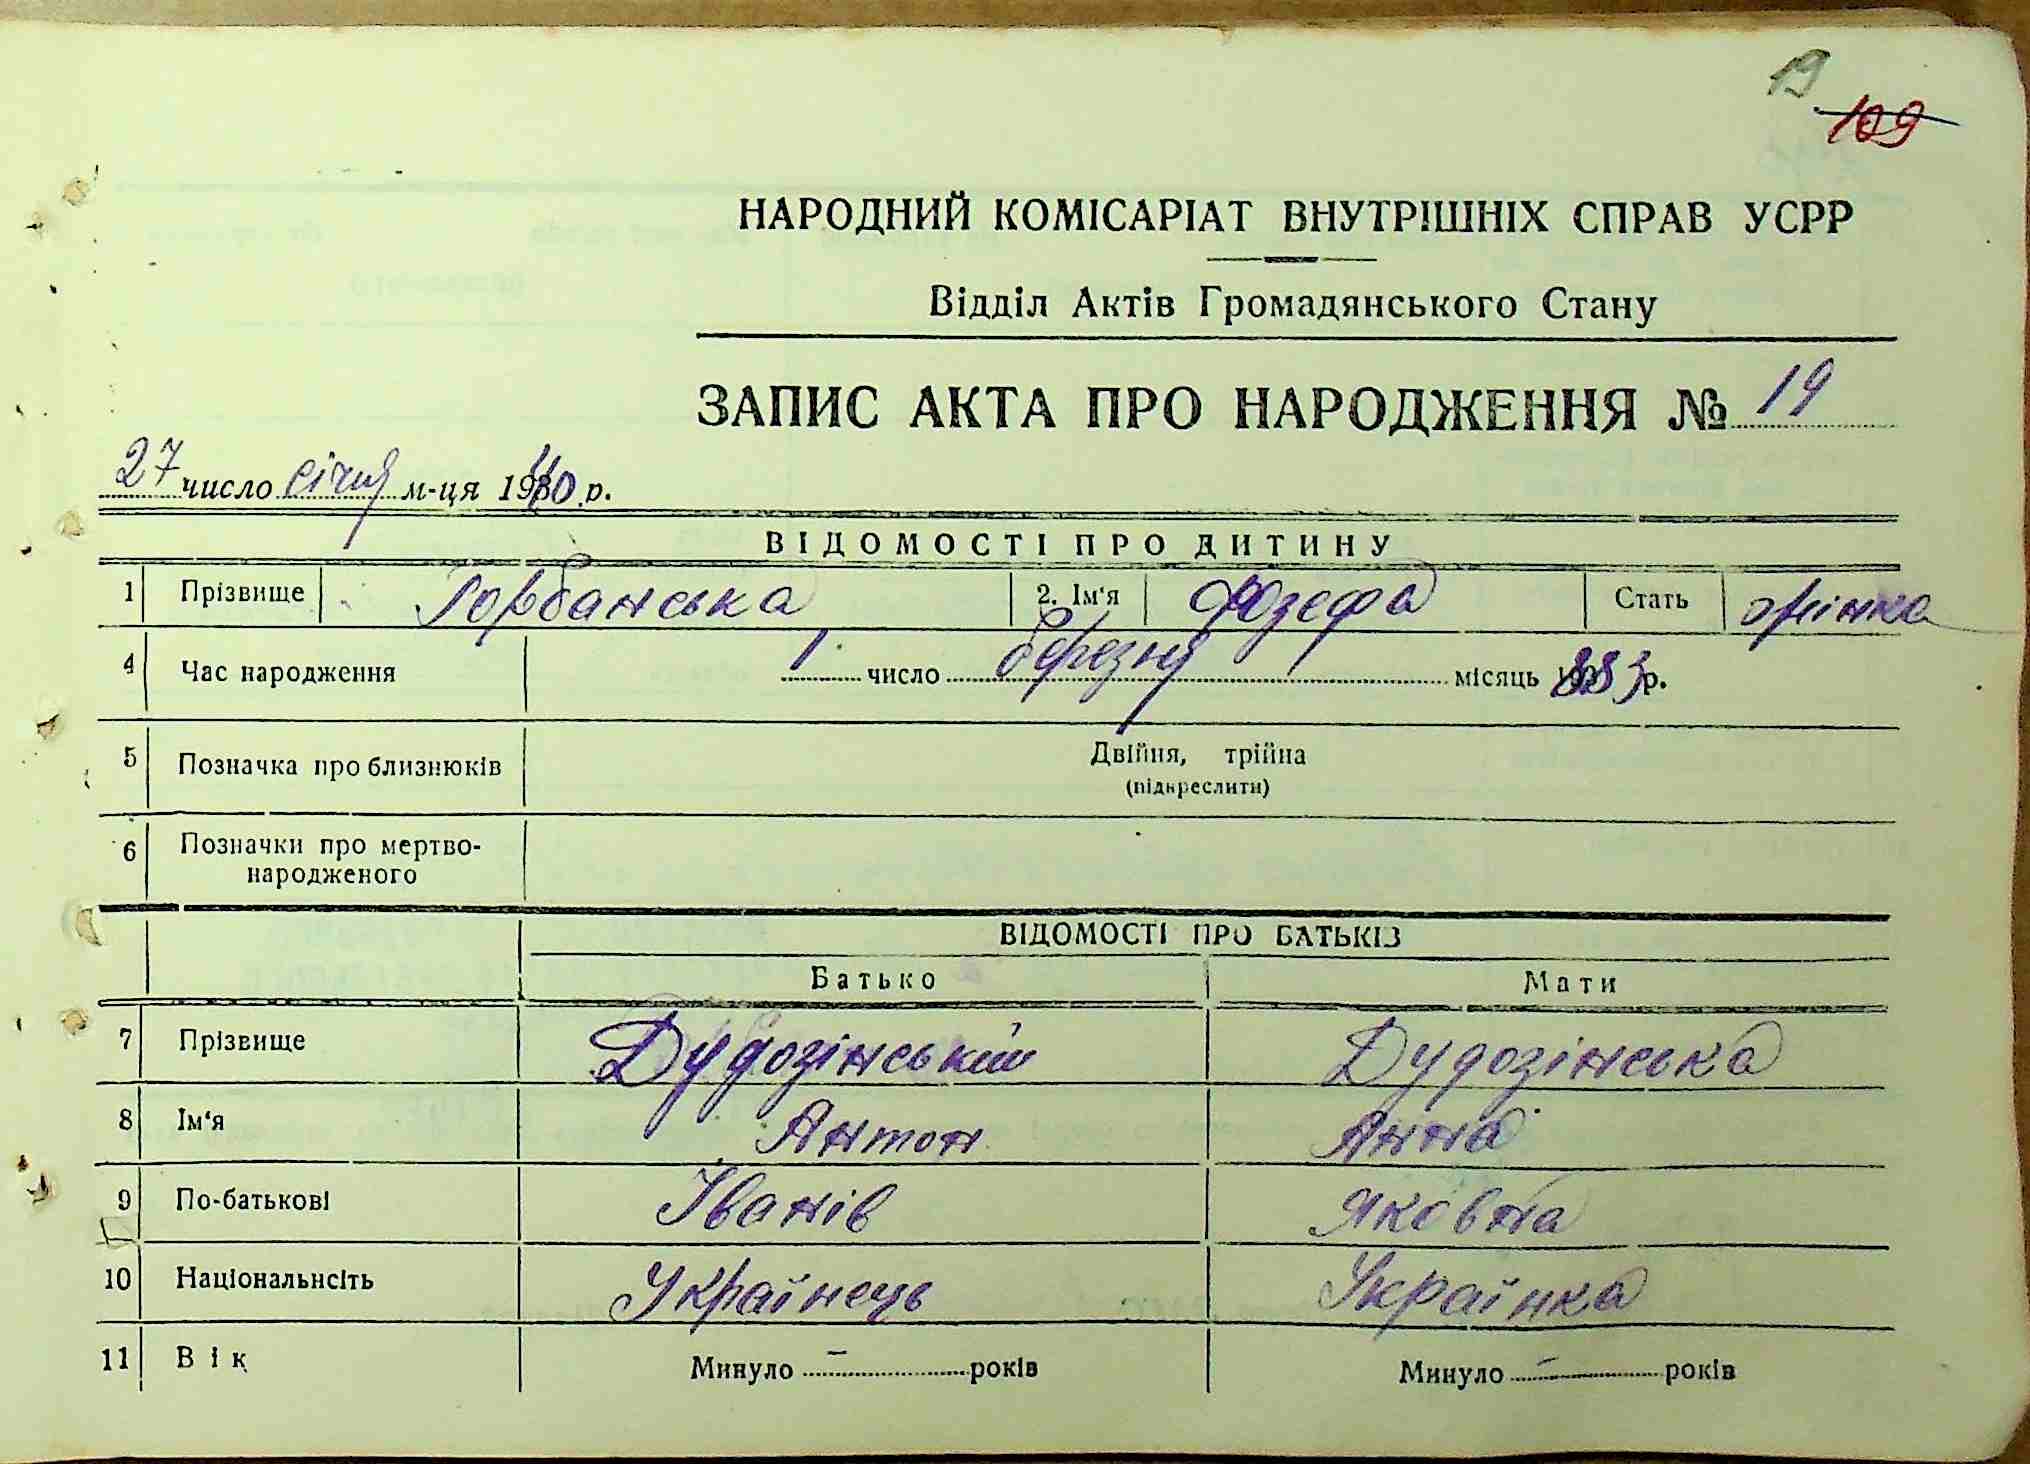 19
109
НАРОДНИЙ КОМІСАРІАТ ВНУТРІШНІХ СПРАВ УСРР
Відділ Актів Громадянського Стану
ЗАПИС АКТА ПРО НАРОДЖЕННЯ № 19
27 число січня м-ця 1940 р.
ВІДОМОСТІ ПРО ДИТИНУ
1 Прізвище Горбанська 2. Ім'я Юзефа Стать жінка
4 Час народження 1 число березня місяць 1883 р.
5 Позначка про близнюків Двійня, трійна
(підкреслити)
6 Позначки про мертво-
народженого
ВІДОМОСТІ ПРО БАТЬКІВ
Батько Мати
7 Прізвище Дудозінський Дудозінська
8 Ім'я Антон Анна
9 По-батькові Іванів Яковна
10 Національнсіть Українець Українка
11 Вік Минуло – років Минуло – років